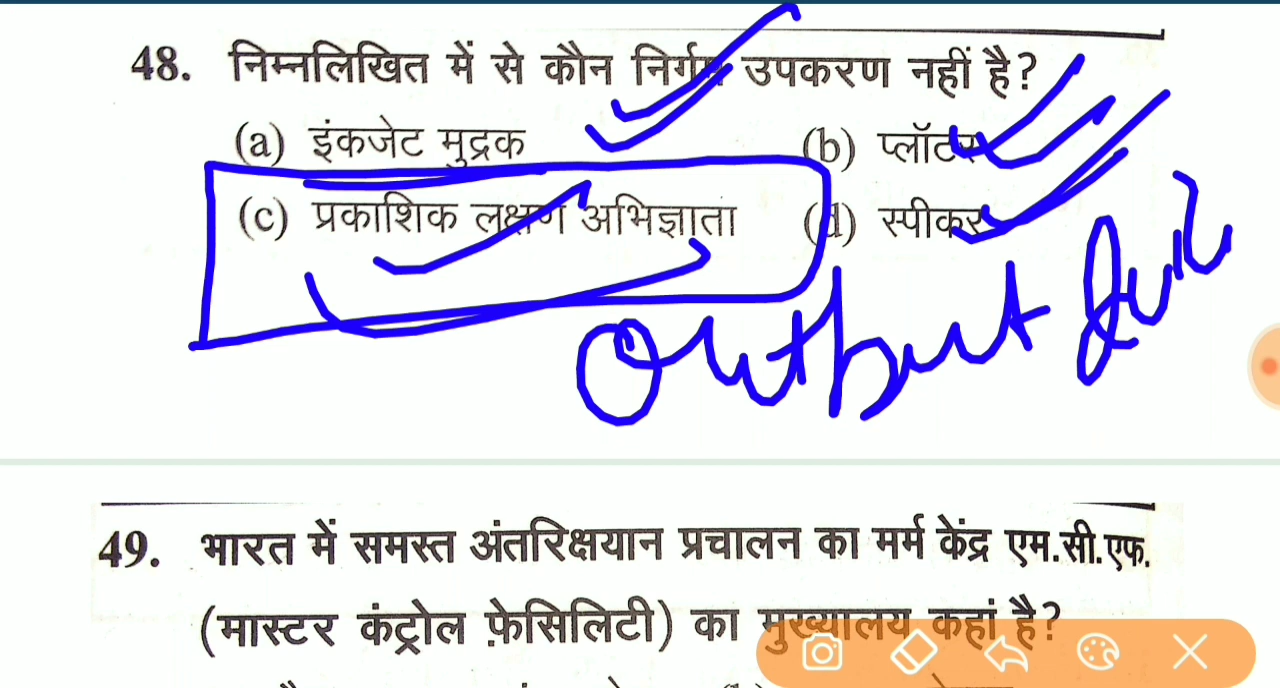 48. निम्नलिखित में से कौन निर्गम उपकरण नहीं है?
(a) इंकजेट मुद्रक (b) प्लॉटर
(c) प्रकाशिक लक्षण अभिज्ञाता (d) स्पीकर
output
49. भारत में समस्त अंतरिक्षयान प्रचालन का मर्म केंद्र एम.सी.एफ.
(मास्टर कंट्रोल फ़ेसिलिटी) का मुख्यालय कहां है?